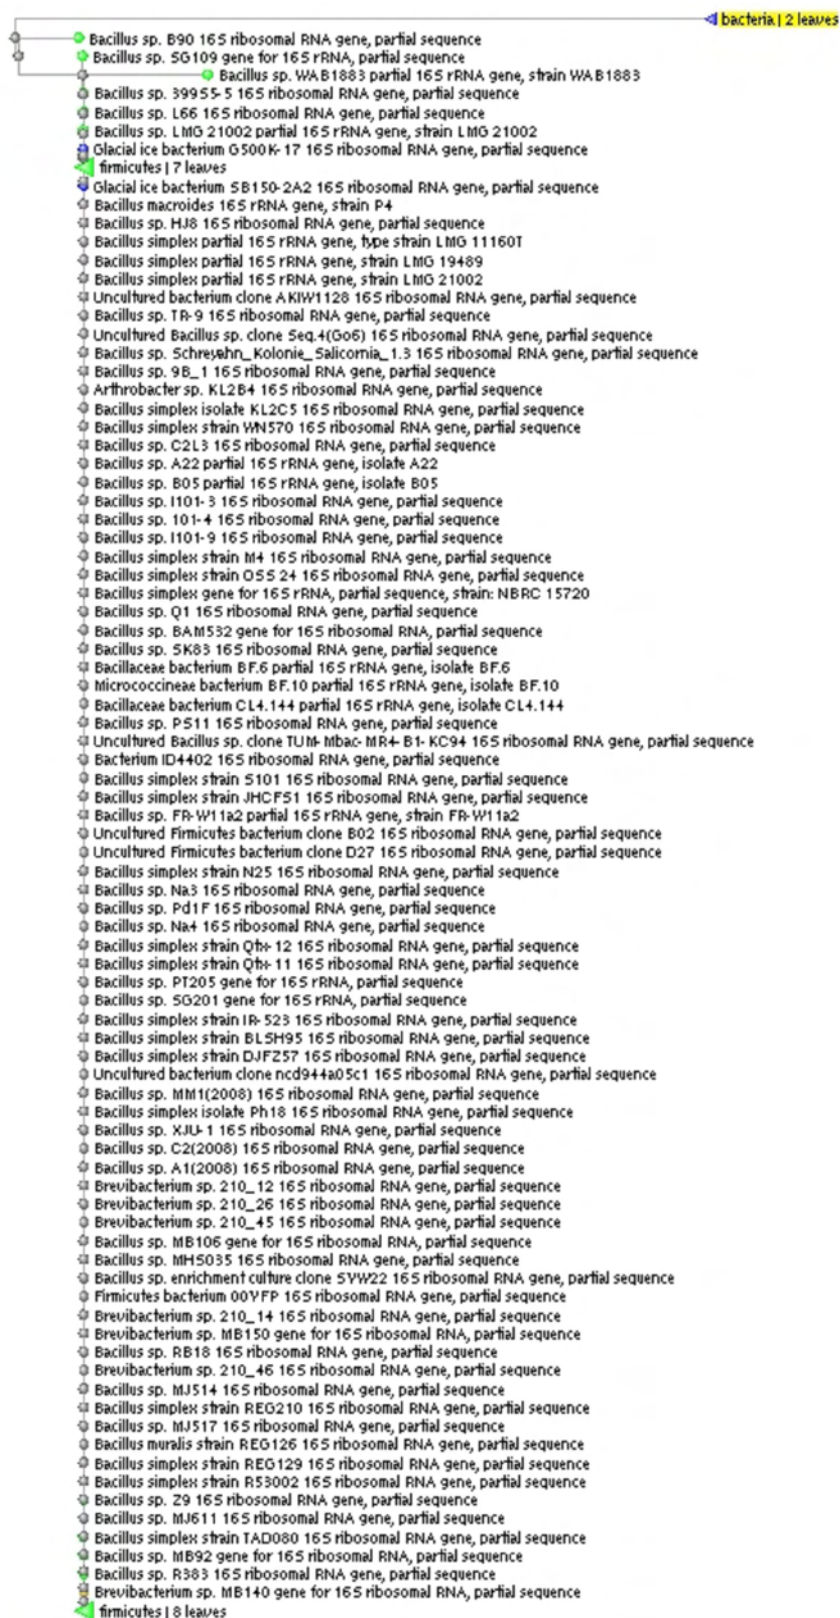 bacteria | 2 leaves
Bacillus sp. B90 16S ribosomal RNA gene, partial sequence
Bacillus sp. SG109 gene for 16S rRNA, partial sequence
Bacillus sp. WAB1883 partial 16S rRNA gene, strain WAB1883
Bacillus sp. 39955-5 16S ribosomal RNA gene, partial sequence
Bacillus sp. L66 16S ribosomal RNA gene, partial sequence
Bacillus sp. LMG 21002 partial 16S rRNA gene, strain LMG 21002
Glacial ice bacterium G500K-17 16S ribosomal RNA gene, partial sequence
firmicutes | 7 leaves
Glacial ice bacterium SB150-2A2 16S ribosomal RNA gene, partial sequence
Bacillus macroides 16S rRNA gene, strain P4
Bacillus sp. HJ8 16S ribosomal RNA gene, partial sequence
Bacillus simplex partial 16S rRNA gene, type strain LMG 11160T
Bacillus simplex partial 16S rRNA gene, strain LMG 19489
Bacillus simplex partial 16S rRNA gene, strain LMG 21002
Uncultured bacterium clone AKIW1128 16S ribosomal RNA gene, partial sequence
Bacillus sp. TR-9 16S ribosomal RNA gene, partial sequence
Uncultured Bacillus sp. clone Seq.4(Go6) 16S ribosomal RNA gene, partial sequence
Bacillus sp. Schreyahn_Kolonie_Salicornia_1.3 16S ribosomal RNA gene, partial sequence
Bacillus sp. 9B_1 16S ribosomal RNA gene, partial sequence
Arthrobacter sp. KL2B4 16S ribosomal RNA gene, partial sequence
Bacillus simplex isolate KL2C5 16S ribosomal RNA gene, partial sequence
Bacillus simplex strain WN570 16S ribosomal RNA gene, partial sequence
Bacillus sp. C2L3 16S ribosomal RNA gene, partial sequence
Bacillus sp. A22 partial 16S rRNA gene, isolate A22
Bacillus sp. B05 partial 16S rRNA gene, isolate B05
Bacillus sp. I101-3 16S ribosomal RNA gene, partial sequence
Bacillus sp. 101-4 16S ribosomal RNA gene, partial sequence
Bacillus sp. I101-9 16S ribosomal RNA gene, partial sequence
Bacillus simplex strain M4 16S ribosomal RNA gene, partial sequence
Bacillus simplex strain OSS 24 16S ribosomal RNA gene, partial sequence
Bacillus simplex gene for 16S rRNA, partial sequence, strain: NBRC 15720
Bacillus sp. Q1 16S ribosomal RNA gene, partial sequence
Bacillus sp. BAM532 gene for 16S ribosomal RNA, partial sequence
Bacillus sp. SK83 16S ribosomal RNA gene, partial sequence
Bacillaceae bacterium BF.6 partial 16S rRNA gene, isolate BF.6
Micrococcineae bacterium BF.10 partial 16S rRNA gene, isolate BF.10
Bacillaceae bacterium CL4.144 partial 16S rRNA gene, isolate CL4.144
Bacillus sp. PS11 16S ribosomal RNA gene, partial sequence
Uncultured Bacillus sp. clone TUM-Mbac-MR4-B1-KC94 16S ribosomal RNA gene, partial sequence
Bacterium ID4402 16S ribosomal RNA gene, partial sequence
Bacillus simplex strain S101 16S ribosomal RNA gene, partial sequence
Bacillus simplex strain JHCFS1 16S ribosomal RNA gene, partial sequence
Bacillus sp. FR-W11a2 partial 16S rRNA gene, strain FR-W11a2
Uncultured Firmicutes bacterium clone B02 16S ribosomal RNA gene, partial sequence
Uncultured Firmicutes bacterium clone D27 16S ribosomal RNA gene, partial sequence
Bacillus simplex strain N25 16S ribosomal RNA gene, partial sequence
Bacillus sp. Na3 16S ribosomal RNA gene, partial sequence
Bacillus sp. Pd1F 16S ribosomal RNA gene, partial sequence
Bacillus sp. Na4 16S ribosomal RNA gene, partial sequence
Bacillus simplex strain Qtx-12 16S ribosomal RNA gene, partial sequence
Bacillus simplex strain Qtx-11 16S ribosomal RNA gene, partial sequence
Bacillus sp. PT205 gene for 16S rRNA, partial sequence
Bacillus sp. SG201 gene for 16S rRNA, partial sequence
Bacillus simplex strain IR-523 16S ribosomal RNA gene, partial sequence
Bacillus simplex strain BLSH95 16S ribosomal RNA gene, partial sequence
Bacillus simplex strain DJFZ57 16S ribosomal RNA gene, partial sequence
Uncultured bacterium clone ncd944a05c1 16S ribosomal RNA gene, partial sequence
Bacillus sp. MM1(2008) 16S ribosomal RNA gene, partial sequence
Bacillus simplex isolate Ph18 16S ribosomal RNA gene, partial sequence
Bacillus sp. XJU-1 16S ribosomal RNA gene, partial sequence
Bacillus sp. C2(2008) 16S ribosomal RNA gene, partial sequence
Bacillus sp. A1(2008) 16S ribosomal RNA gene, partial sequence
Brevibacterium sp. 210_12 16S ribosomal RNA gene, partial sequence
Brevibacterium sp. 210_26 16S ribosomal RNA gene, partial sequence
Brevibacterium sp. 210_45 16S ribosomal RNA gene, partial sequence
Bacillus sp. MB106 gene for 16S ribosomal RNA, partial sequence
Bacillus sp. MHS035 16S ribosomal RNA gene, partial sequence
Bacillus sp. enrichment culture clone SVW22 16S ribosomal RNA gene, partial sequence
Firmicutes bacterium 00VFP 16S ribosomal RNA gene, partial sequence
Brevibacterium sp. 210_14 16S ribosomal RNA gene, partial sequence
Brevibacterium sp. MB150 gene for 16S ribosomal RNA, partial sequence
Bacillus sp. RB18 16S ribosomal RNA gene, partial sequence
Brevibacterium sp. 210_46 16S ribosomal RNA gene, partial sequence
Bacillus sp. MJ514 16S ribosomal RNA gene, partial sequence
Bacillus simplex strain REG210 16S ribosomal RNA gene, partial sequence
Bacillus sp. MJ517 16S ribosomal RNA gene, partial sequence
Bacillus muralis strain REG126 16S ribosomal RNA gene, partial sequence
Bacillus simplex strain REG129 16S ribosomal RNA gene, partial sequence
Bacillus simplex strain R53002 16S ribosomal RNA gene, partial sequence
Bacillus sp. Z9 16S ribosomal RNA gene, partial sequence
Bacillus sp. MJ611 16S ribosomal RNA gene, partial sequence
Bacillus simplex strain TAD080 16S ribosomal RNA gene, partial sequence
Bacillus sp. MB92 gene for 16S ribosomal RNA, partial sequence
Bacillus sp. R383 16S ribosomal RNA gene, partial sequence
Brevibacterium sp. MB140 gene for 16S ribosomal RNA, partial sequence
firmicutes | 8 leaves